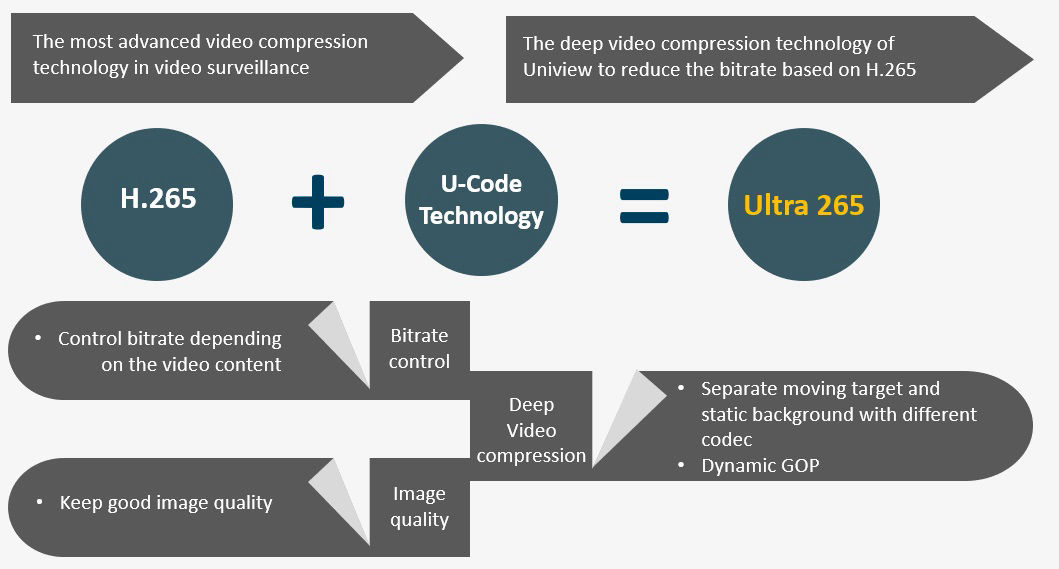 The most advanced video compression
technology in video surveillance
The deep video compression technology of
Uniview to reduce the bitrate based on H.265
H.265
+
U-Code
Technology
=
Ultra 265
• Control bitrate depending
on the video content
Bitrate
control
Deep
Video
compression
• Separate moving target and
static background with different
codec
• Dynamic GOP
• Keep good image quality
Image
quality